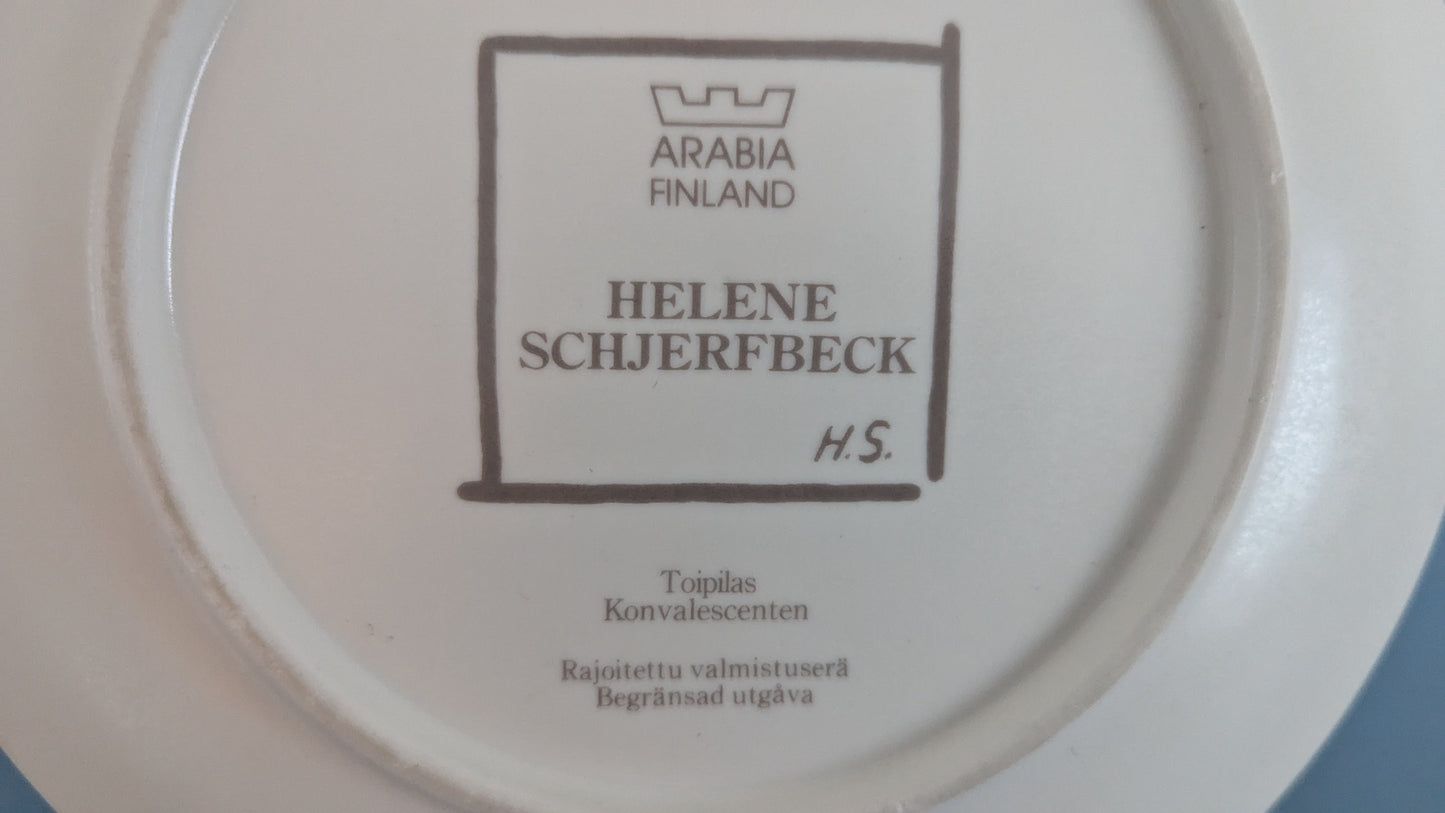 ARABIA
FINLAND
HELENE
SCHJERFBECK
H.S.
Toipilas
Konvalescenten
Rajoitettu valmistuserä
Begränsad utgåva